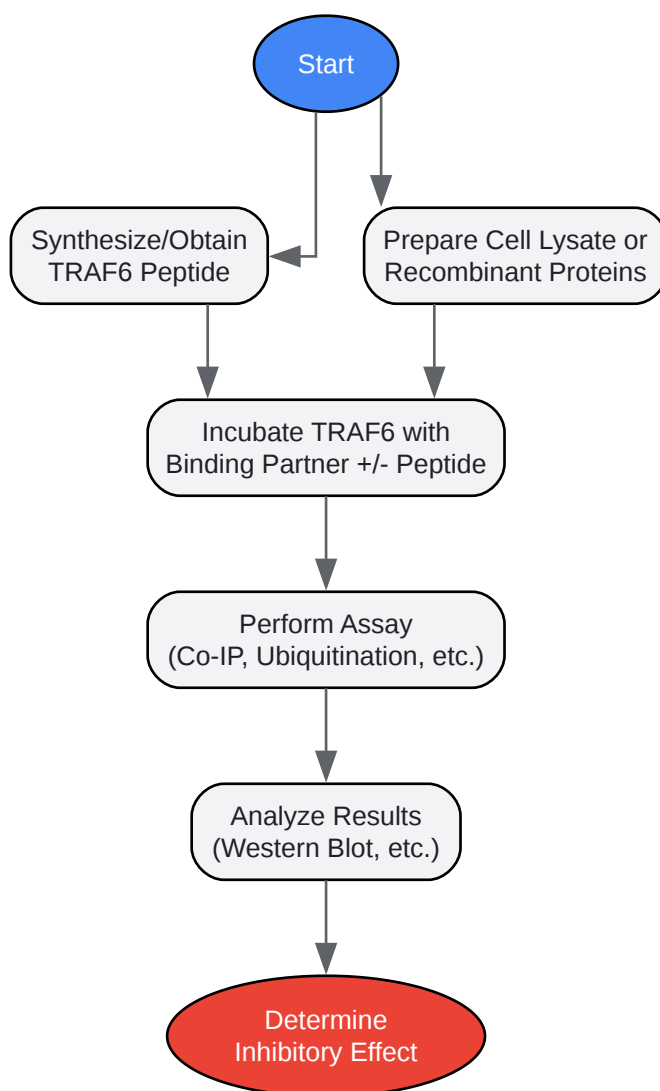 Start
Synthesize/Obtain
TRAF6 Peptide
Prepare Cell Lysate or
Recombinant Proteins
Incubate TRAF6 with
Binding Partner +/- Peptide
Perform Assay
(Co-IP, Ubiquitination, etc.)
Analyze Results
(Western Blot, etc.)
Determine
Inhibitory Effect